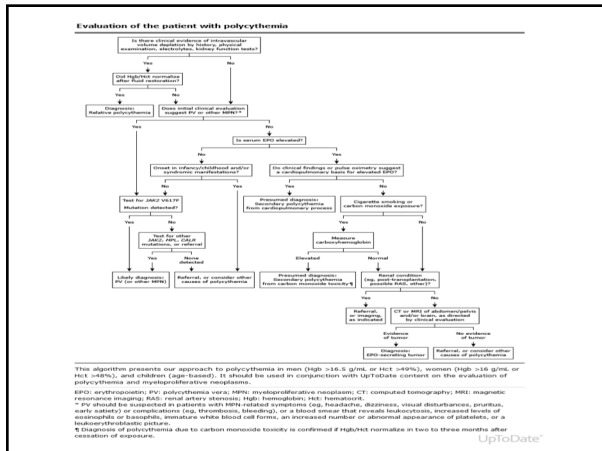 Evaluation of the patient with polycythemia
Is there clinical evidence of intravascular
volume depletion by history, physical
examination, electrolytes, kidney function tests?
Yes
No
Did Hgb/Hct normalize
after fluid restoration?
Yes
No
Diagnosis:
Relative polycythemia
Does initial clinical evaluation
suggest PV or other MPN?*
Yes
No
Is serum EPO elevated?
No
Yes
Onset in infancy/childhood and/or
syndromic manifestations?
Do clinical findings or pulse oximetry suggest
a cardiopulmonary basis for elevated EPO?
No
Yes
Yes
No
Test for JAK2 V617F
Mutation detected?
Presumed diagnosis:
Secondary polycythemia
from cardiopulmonary process
Cigarette smoking or
carbon monoxide exposure?
Yes
No
Yes
No
Test for other
JAK2, MPL, CALR
mutations, or referral
Measure
carboxyhemoglobin
Yes
None
detected
Elevated
Normal
Likely diagnosis:
PV (or other MPN)
Referral, or consider other
causes of polycythemia
Presumed diagnosis:
Secondary polycythemia
from carbon monoxide toxicity¶
Renal condition
(eg, post-transplantation,
possible RAS, other)?
Yes
No
Referral,
or imaging,
as indicated
CT or MRI of abdomen/pelvis
and/or brain, as directed
by clinical evaluation
Evidence
of tumor
No evidence
of tumor
Diagnosis:
EPO-secreting tumor
Referral, or consider other
causes of polycythemia
This algorithm presents our approach to polycythemia in men (Hgb >16.5 g/mL or Hct >49%), women (Hgb >16 g/mL or
Hct >48%), and children (age-based). It should be used in conjunction with UpToDate content on the evaluation of
polycythemia and myeloproliferative neoplasms.
EPO: erythropoietin; PV: polycythemia vera; MPN: myeloproliferative neoplasm; CT: computed tomography; MRI: magnetic
resonance imaging; RAS: renal artery stenosis; Hgb: hemoglobin; Hct: hematocrit.
* PV should be suspected in patients with MPN-related symptoms (eg, headache, dizziness, visual disturbances, pruritus,
early satiety) or complications (eg, thrombosis, bleeding), or a blood smear that reveals leukocytosis, increased levels of
eosinophils or basophils, immature white blood cell forms, an increased number or abnormal appearance of platelets, or a
leukoerythroblastic picture.
¶ Diagnosis of polycythemia due to carbon monoxide toxicity is confirmed if Hgb/Hct normalize in two to three months after
cessation of exposure.
UpToDate